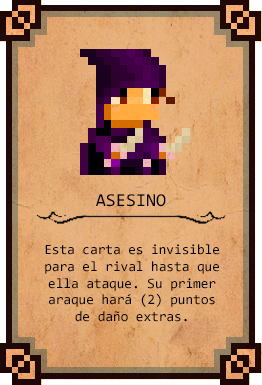 ASESINO
Esta carta es invisible
para el rival hasta que
ella ataque. Su primer
araque hará (2) puntos
de daño extras.